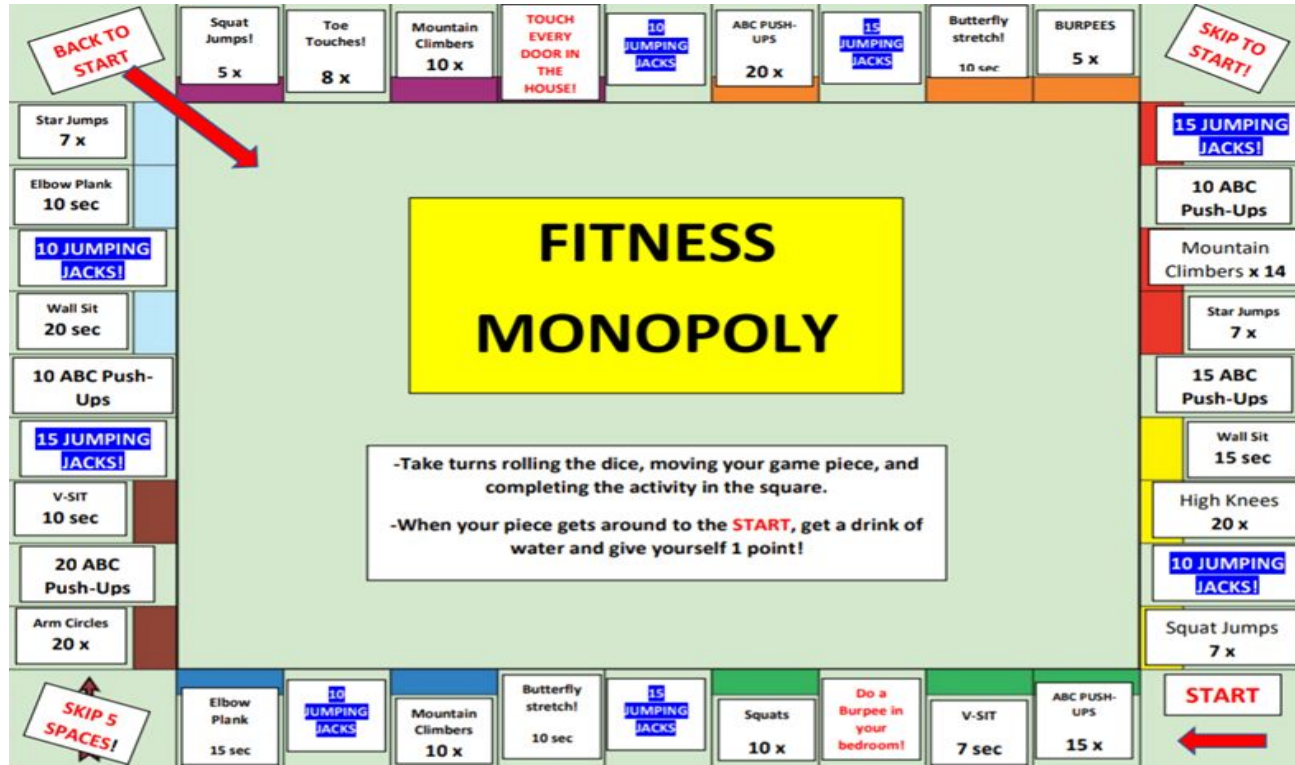 BACK TO
START
Squat
Jumps!
5 x
Toe
Touches!
8 x
Mountain
Climbers
10 x
TOUCH
EVERY
DOOR IN
THE
HOUSE!
10
JUMPING
JACKS
ABC PUSH-
UPS
20 x
15
JUMPING
JACKS
Butterfly
stretch!
10 sec
BURPEES
5 x
SKIP TO
START!
Star Jumps
7 x
Elbow Plank
10 sec
10 JUMPING
JACKS!
Wall Sit
20 sec
10 ABC Push-
Ups
15 JUMPING
JACKS!
V-SIT
10 sec
20 ABC
Push-Ups
Arm Circles
20 x
FITNESS
MONOPOLY
-Take turns rolling the dice, moving your game piece, and
completing the activity in the square.
-When your piece gets around to the START, get a drink of
water and give yourself 1 point!
15 JUMPING
JACKS!
10 ABC
Push-Ups
Mountain
Climbers x 14
Star Jumps
7 x
15 ABC
Push-Ups
Wall Sit
15 sec
High Knees
20 x
10 JUMPING
JACKS!
Squat Jumps
7 x
SKIP 5
SPACES!
Elbow
Plank
15 sec
10
JUMPING
JACKS
Mountain
Climbers
10 x
Butterfly
stretch!
10 sec
15
JUMPING
JACKS
Squats
10 x
Do a
Burpee in
your
bedroom!
V-SIT
7 sec
ABC PUSH-
UPS
15 x
START